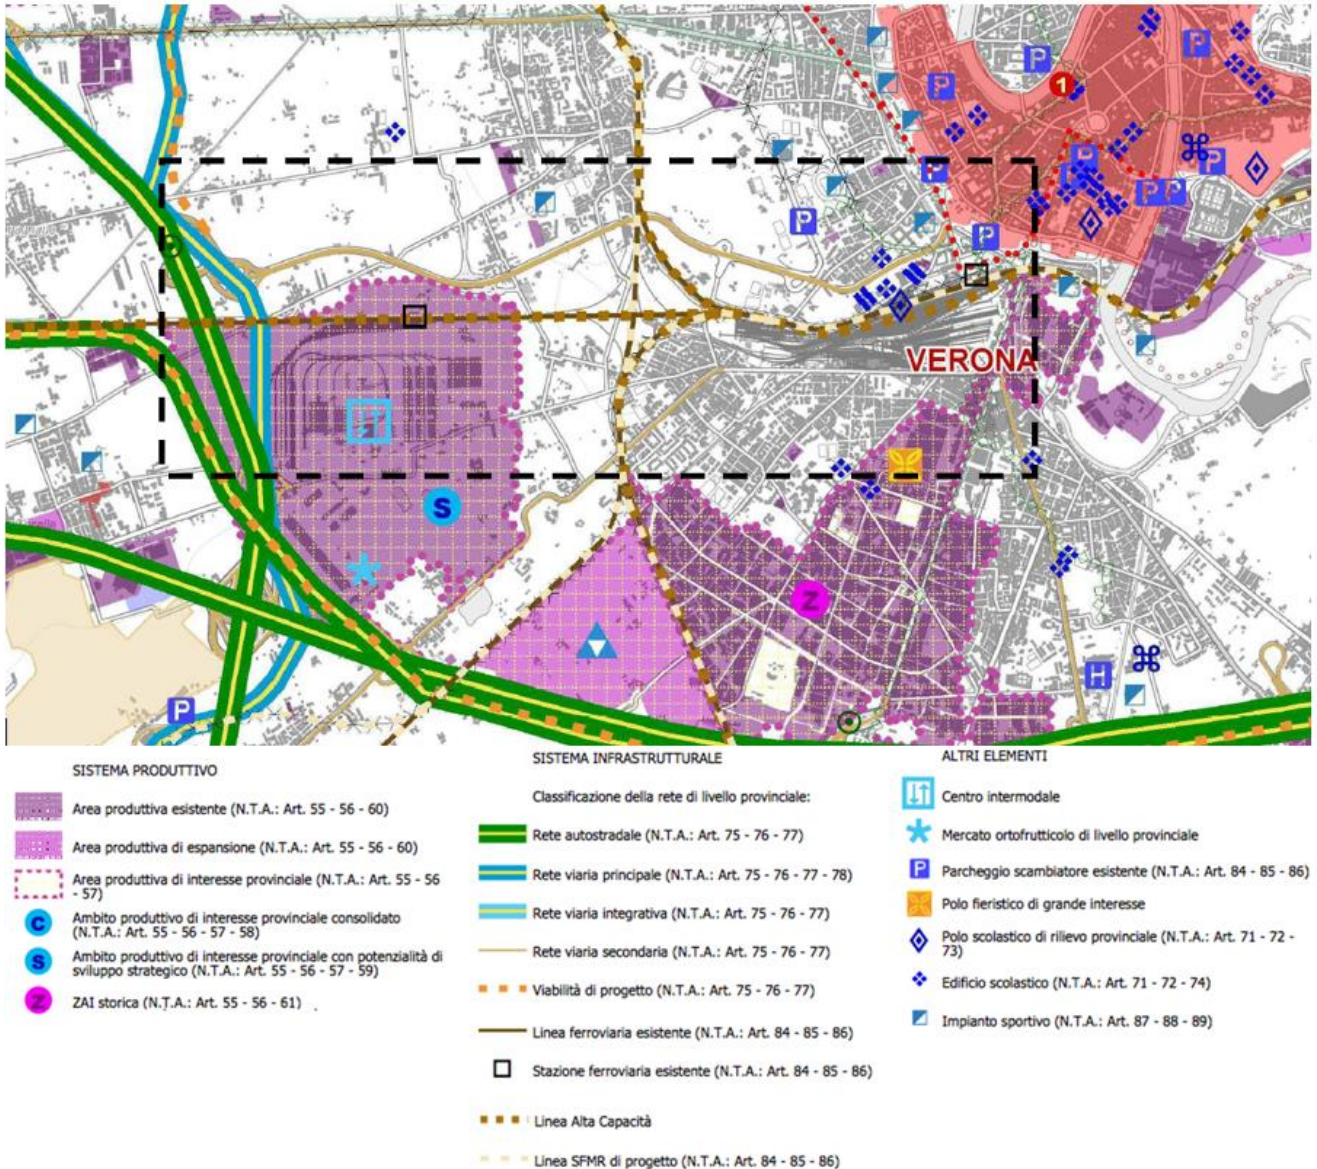 P
P
P
1
⌘
P
P
P
P
P
P
P
VERONA
S
Z
P
H
⌘
SISTEMA PRODUTTIVO
Area produttiva esistente (N.T.A.: Art. 55 - 56 - 60)
Area produttiva di espansione (N.T.A.: Art. 55 - 56 - 60)
Area produttiva di interesse provinciale (N.T.A.: Art. 55 - 56
- 57)
C
Ambito produttivo di interesse provinciale consolidato
(N.T.A.: Art. 55 - 56 - 57 - 58)
S
Ambito produttivo di interesse provinciale con potenzialità di
sviluppo strategico (N.T.A.: Art. 55 - 56 - 57 - 59)
Z
ZAI storica (N.T.A.: Art. 55 - 56 - 61)
SISTEMA INFRASTRUTTURALE
Classificazione della rete di livello provinciale:
Rete autostradale (N.T.A.: Art. 75 - 76 - 77)
Rete viaria principale (N.T.A.: Art. 75 - 76 - 77 - 78)
Rete viaria integrativa (N.T.A.: Art. 75 - 76 - 77)
Rete viaria secondaria (N.T.A.: Art. 75 - 76 - 77)
Viabilità di progetto (N.T.A.: Art. 75 - 76 - 77)
Linea ferroviaria esistente (N.T.A.: Art. 84 - 85 - 86)
Stazione ferroviaria esistente (N.T.A.: Art. 84 - 85 - 86)
Linea Alta Capacità
Linea SFMR di progetto (N.T.A.: Art. 84 - 85 - 86)
ALTRI ELEMENTI
Centro intermodale
Mercato ortofrutticolo di livello provinciale
P
Parcheggio scambiatore esistente (N.T.A.: Art. 84 - 85 - 86)
Polo fieristico di grande interesse
Polo scolastico di rilievo provinciale (N.T.A.: Art. 71 - 72 -
73)
Edificio scolastico (N.T.A.: Art. 71 - 72 - 74)
Impianto sportivo (N.T.A.: Art. 87 - 88 - 89)